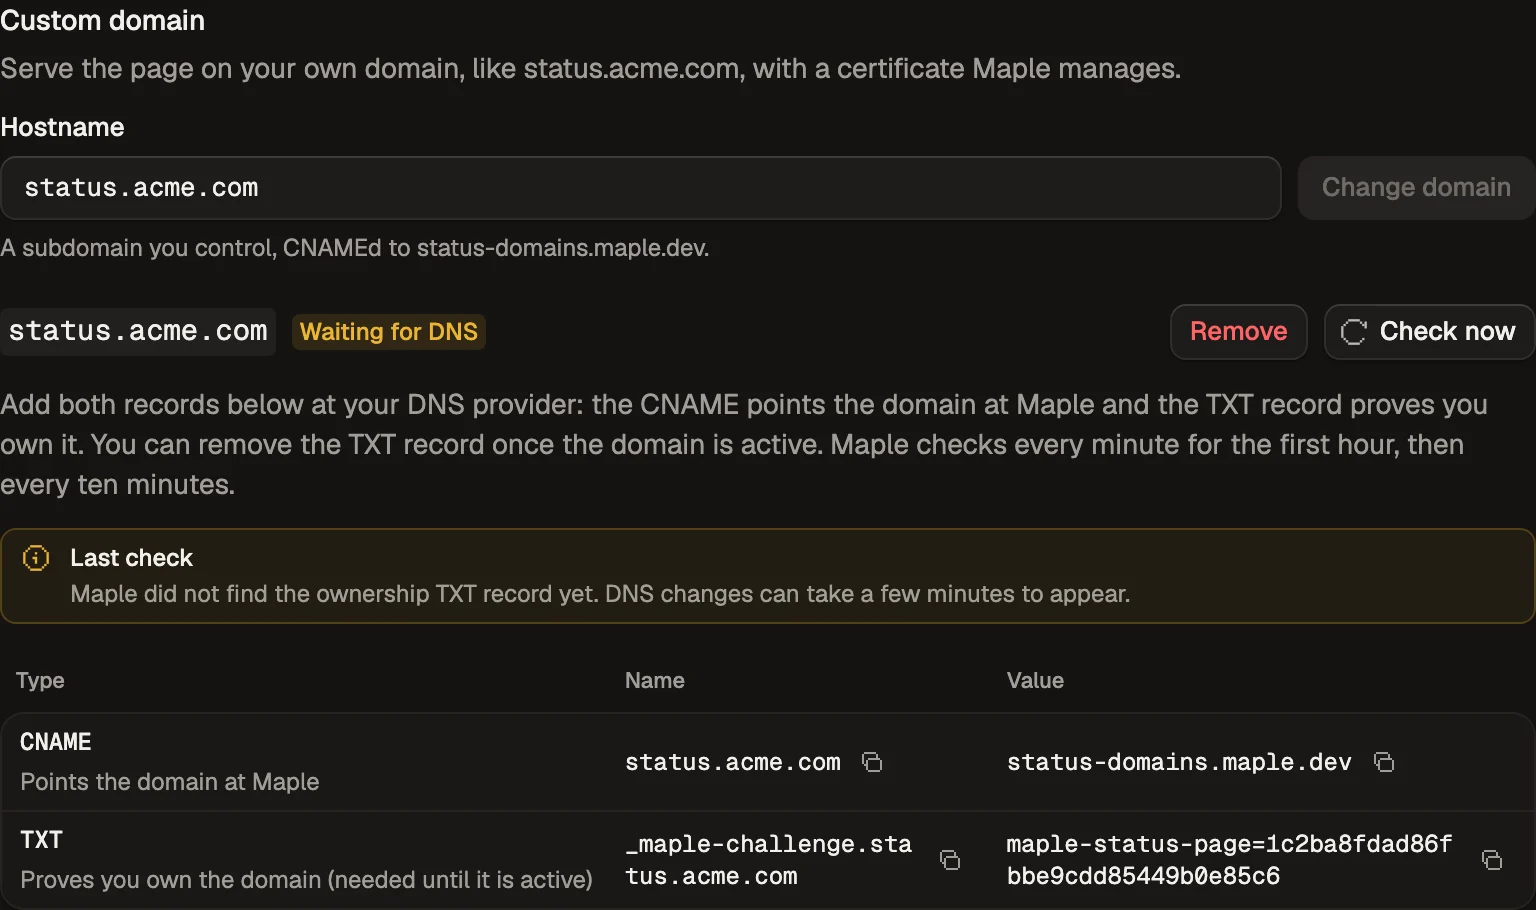 Custom domain
Serve the page on your own domain, like status.acme.com, with a certificate Maple manages.
Hostname
status.acme.com
Change domain
A subdomain you control, CNAMEd to status-domains.maple.dev.
status.acme.com Waiting for DNS
Remove
Check now
Add both records below at your DNS provider: the CNAME points the domain at Maple and the TXT record proves you
own it. You can remove the TXT record once the domain is active. Maple checks every minute for the first hour, then
every ten minutes.
Last check
Maple did not find the ownership TXT record yet. DNS changes can take a few minutes to appear.
Type Name Value
CNAME
Points the domain at Maple
status.acme.com
status-domains.maple.dev
TXT
Proves you own the domain (needed until it is active)
_maple-challenge.sta
tus.acme.com
maple-status-page=1c2ba8fdad86f
bbe9cdd85449b0e85c6